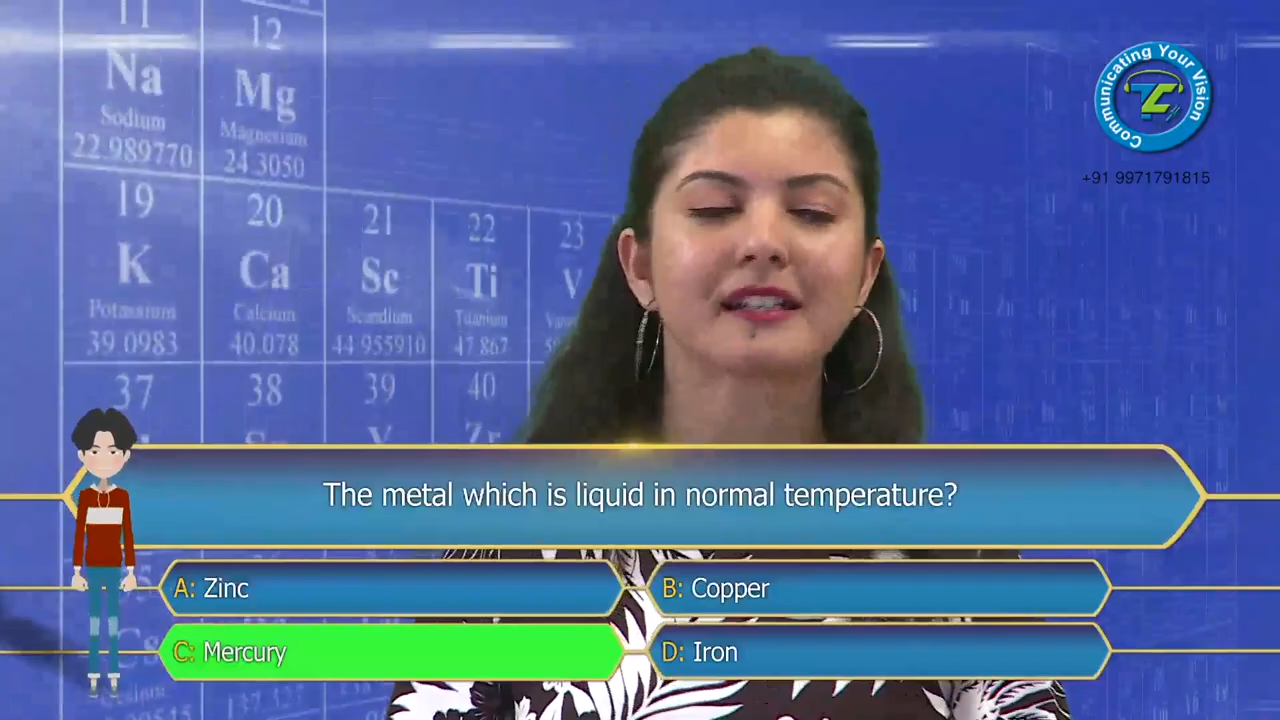 11
12
Na
Mg
Sodium
Magnesium
22.989770
24.3050
19
20
21
22
23
K
Ca
Sc
Ti
V
Potassium
Calcium
Scandium
Titanium
39.0983
40.078
44.955910
47.867
37
38
39
40
Communicating Your Vision
TC
+91 9971791815
The metal which is liquid in normal temperature?
A: Zinc
B: Copper
C: Mercury
D: Iron